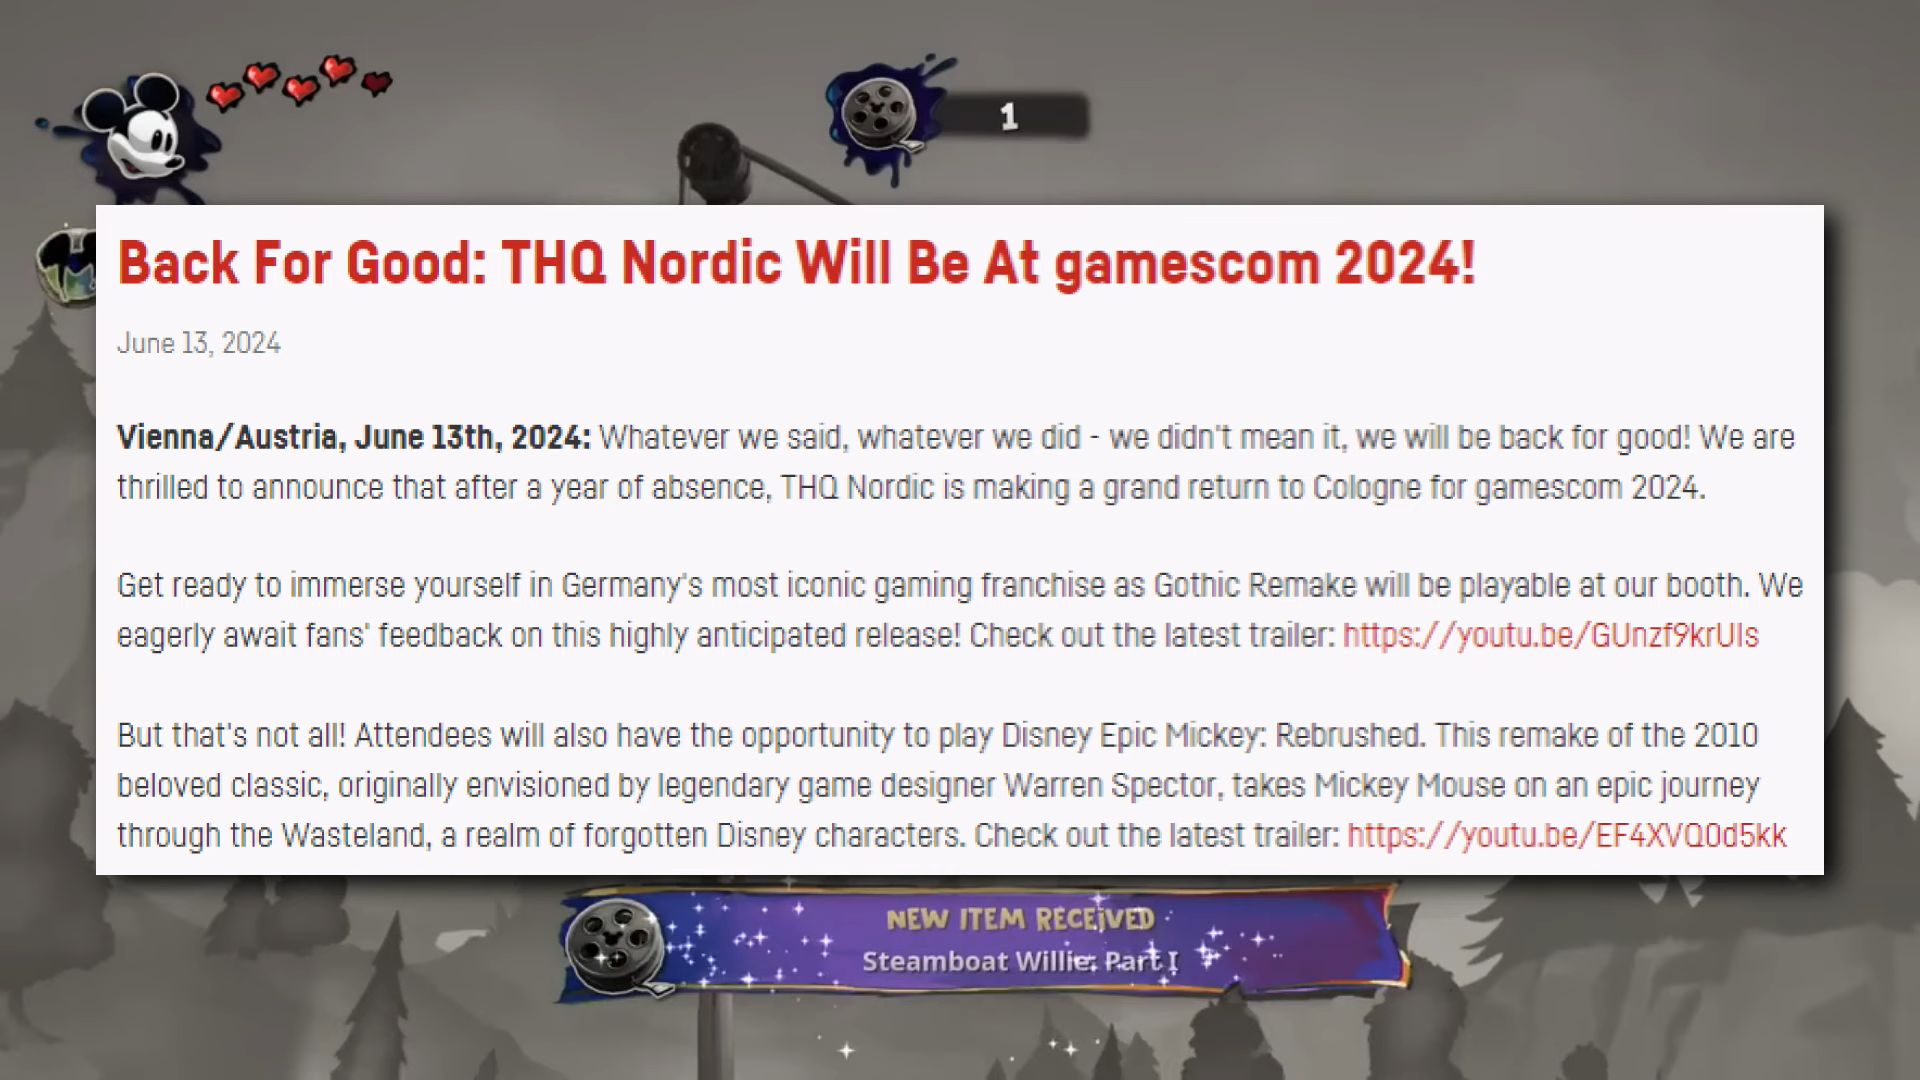 1
Back For Good: THQ Nordic Will Be At gamescom 2024!
June 13, 2024
Vienna/Austria, June 13th, 2024: Whatever we said, whatever we did - we didn't mean it, we will be back for good! We are
thrilled to announce that after a year of absence, THQ Nordic is making a grand return to Cologne for gamescom 2024.
Get ready to immerse yourself in Germany's most iconic gaming franchise as Gothic Remake will be playable at our booth. We
eagerly await fans' feedback on this highly anticipated release! Check out the latest trailer: https://youtu.be/GUnzf9krUls
But that's not all! Attendees will also have the opportunity to play Disney Epic Mickey: Rebrushed. This remake of the 2010
beloved classic, originally envisioned by legendary game designer Warren Spector, takes Mickey Mouse on an epic journey
through the Wasteland, a realm of forgotten Disney characters. Check out the latest trailer: https://youtu.be/EF4XVQ0d5kk
NEW ITEM RECEIVED
Steamboat Willie: Part I